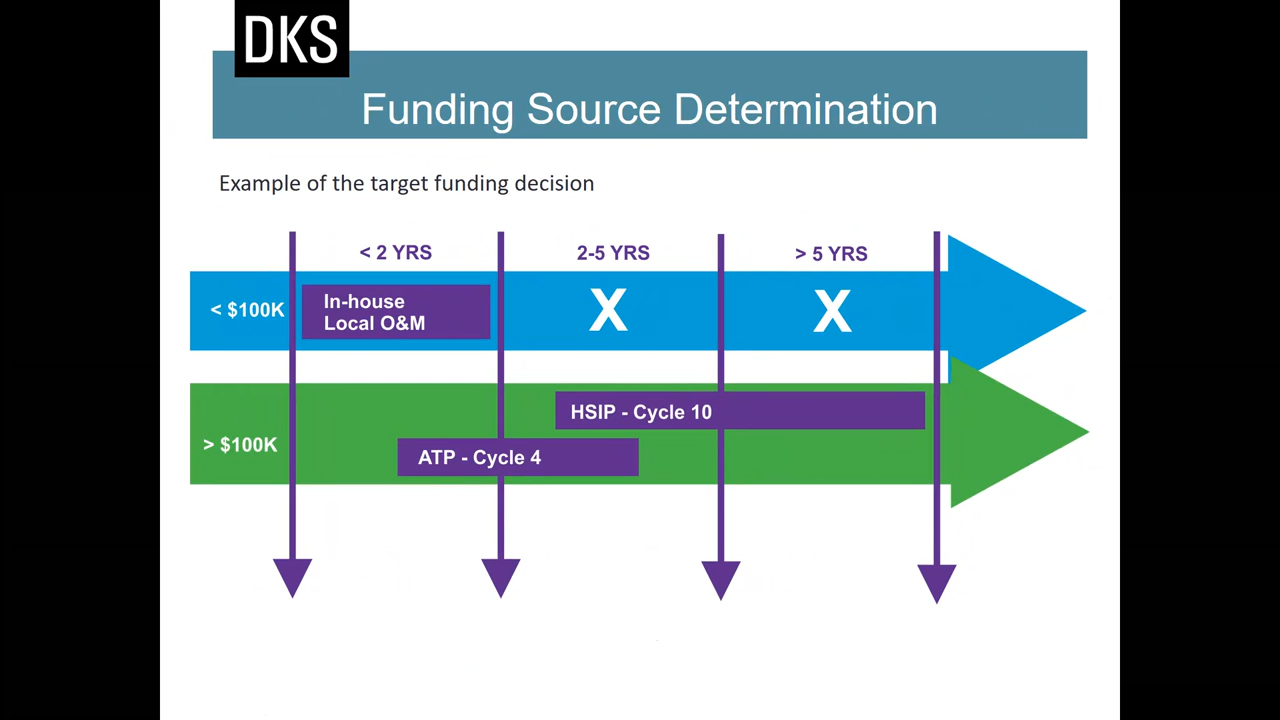 DKS
Funding Source Determination
Example of the target funding decision
< 2 YRS
2-5 YRS
> 5 YRS
< $100K
In-house
Local O&M
X
X
> $100K
HSIP - Cycle 10
ATP - Cycle 4